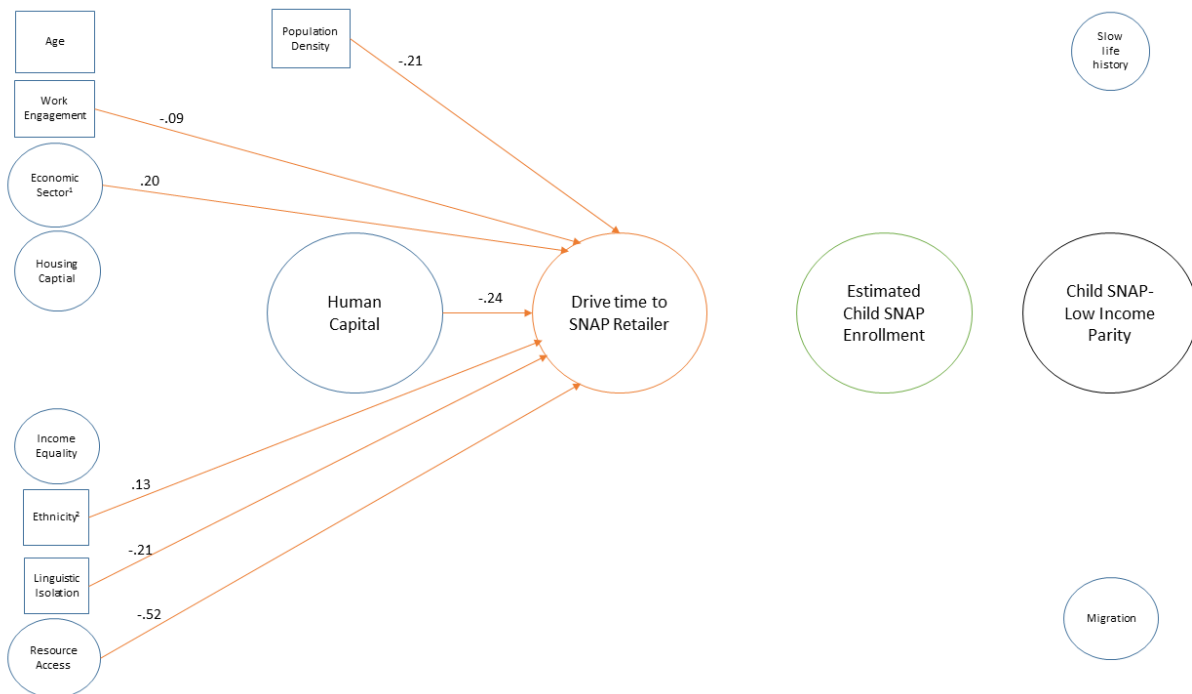 Age
Population
Density
Slow
life
history
-.21
Work
Engagement
-.09
Economic
Sector¹
.20
Housing
Captial
Human
Capital
-.24
Drive time to
SNAP Retailer
Estimated
Child SNAP
Enrollment
Child SNAP-
Low Income
Parity
Income
Equality
.13
Ethnicity²
-.21
Linguistic
Isolation
-.52
Resource
Access
Migration